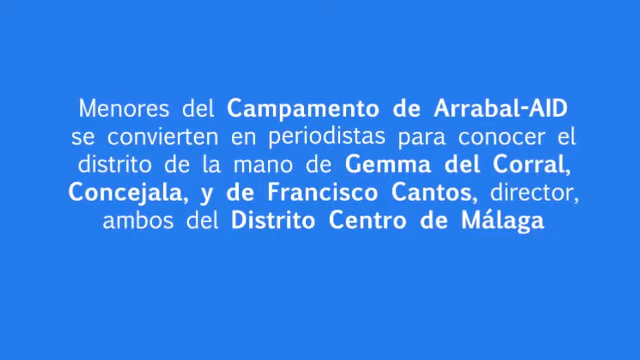 Menores del Campamento de Arrabal-AID
se convierten en periodistas para conocer el
distrito de la mano de Gemma del Corral,
Concejala, y de Francisco Cantos, director,
ambos del Distrito Centro de Málaga